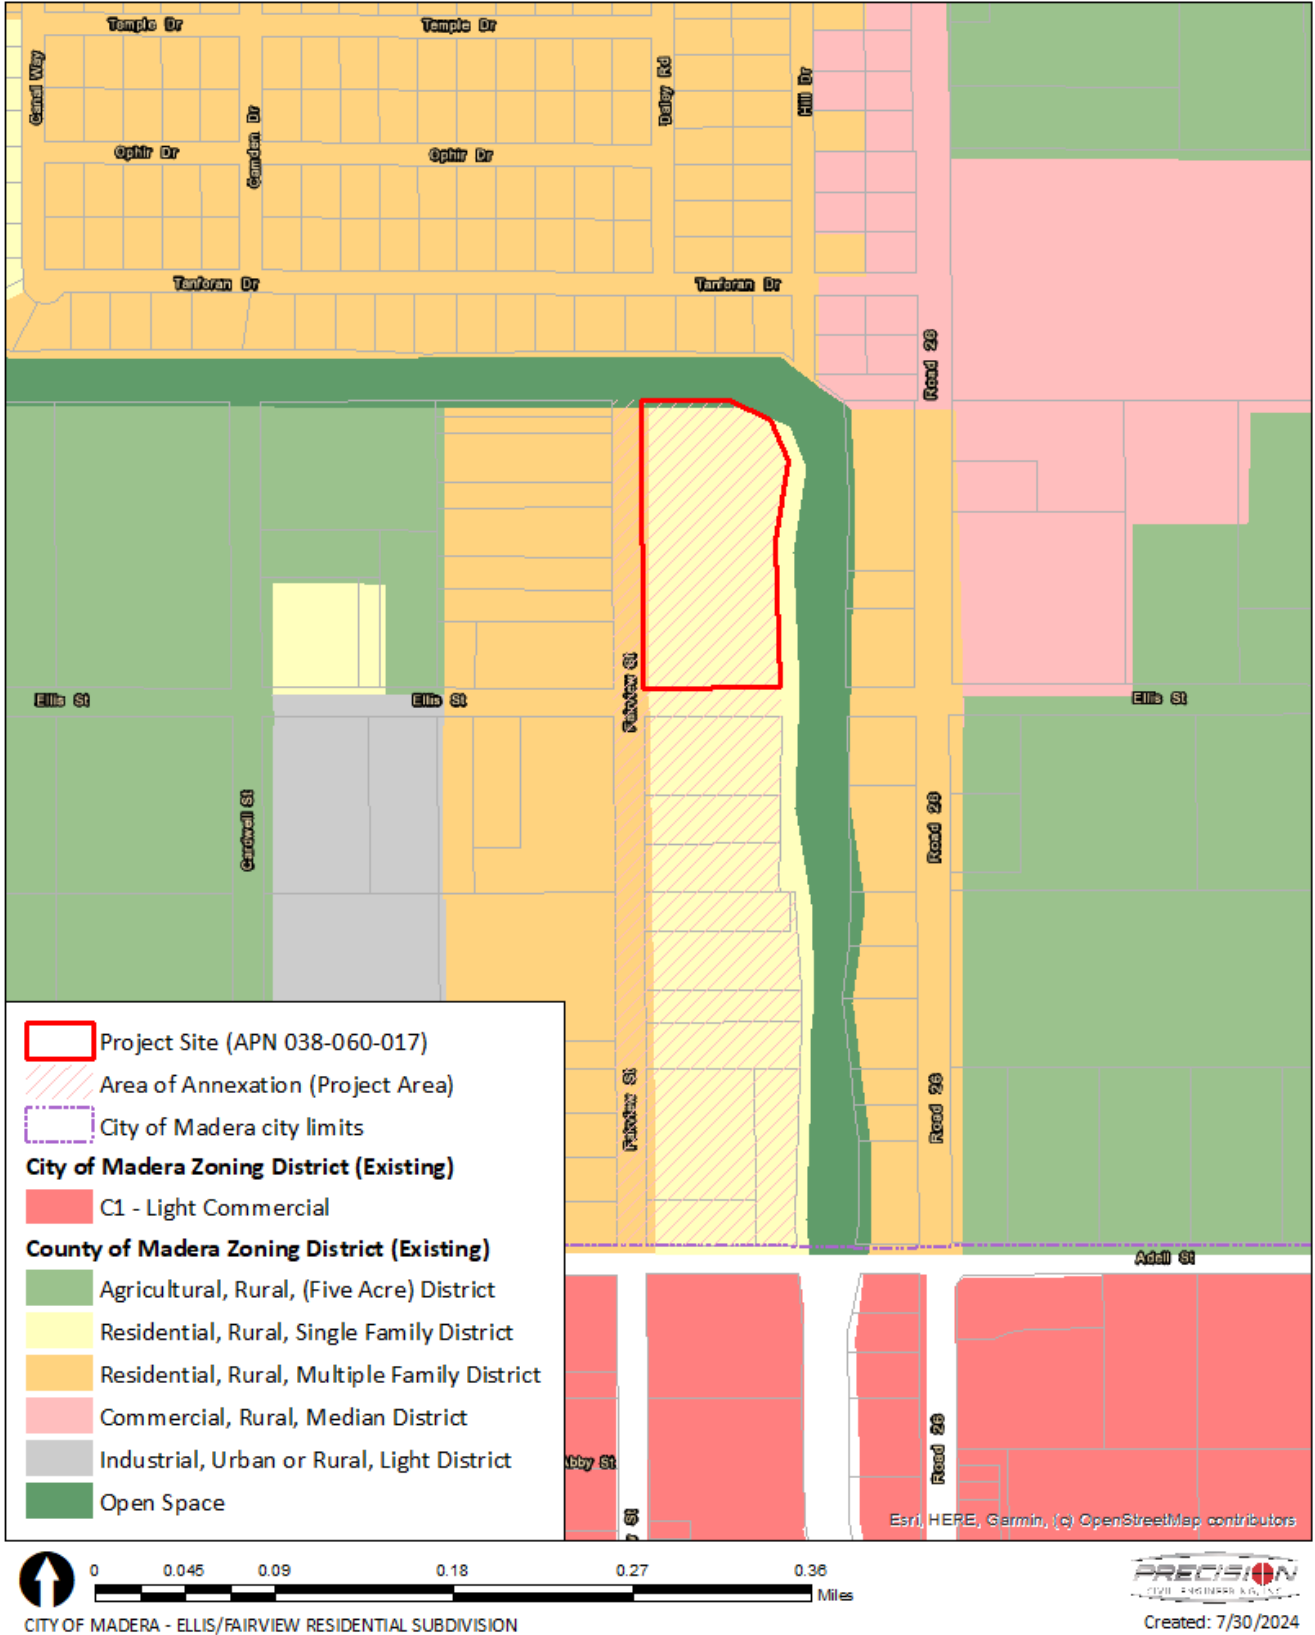 Temple Dr
Temple Dr
Canal Way
Daley Rd
Hill Dr
Camden Dr
Ophir Dr
Ophir Dr
Tanforan Dr
Tanforan Dr
Road 26
Fairview St
Ellis St
Ellis St
Ellis St
Cardwell St
Road 26
Fairview St
Road 26
Adell St
Road 26
Abby St
St
Project Site (APN 038-060-017)
Area of Annexation (Project Area)
City of Madera city limits
City of Madera Zoning District (Existing)
C1 - Light Commercial
County of Madera Zoning District (Existing)
Agricultural, Rural, (Five Acre) District
Residential, Rural, Single Family District
Residential, Rural, Multiple Family District
Commercial, Rural, Median District
Industrial, Urban or Rural, Light District
Open Space
Esri, HERE, Garmin, (c) OpenStreetMap contributors
0 0.045 0.09 0.18 0.27 0.36
Miles
PRECISION
CIVIL ENGINEERING, INC.
CITY OF MADERA - ELLIS/FAIRVIEW RESIDENTIAL SUBDIVISION
Created: 7/30/2024